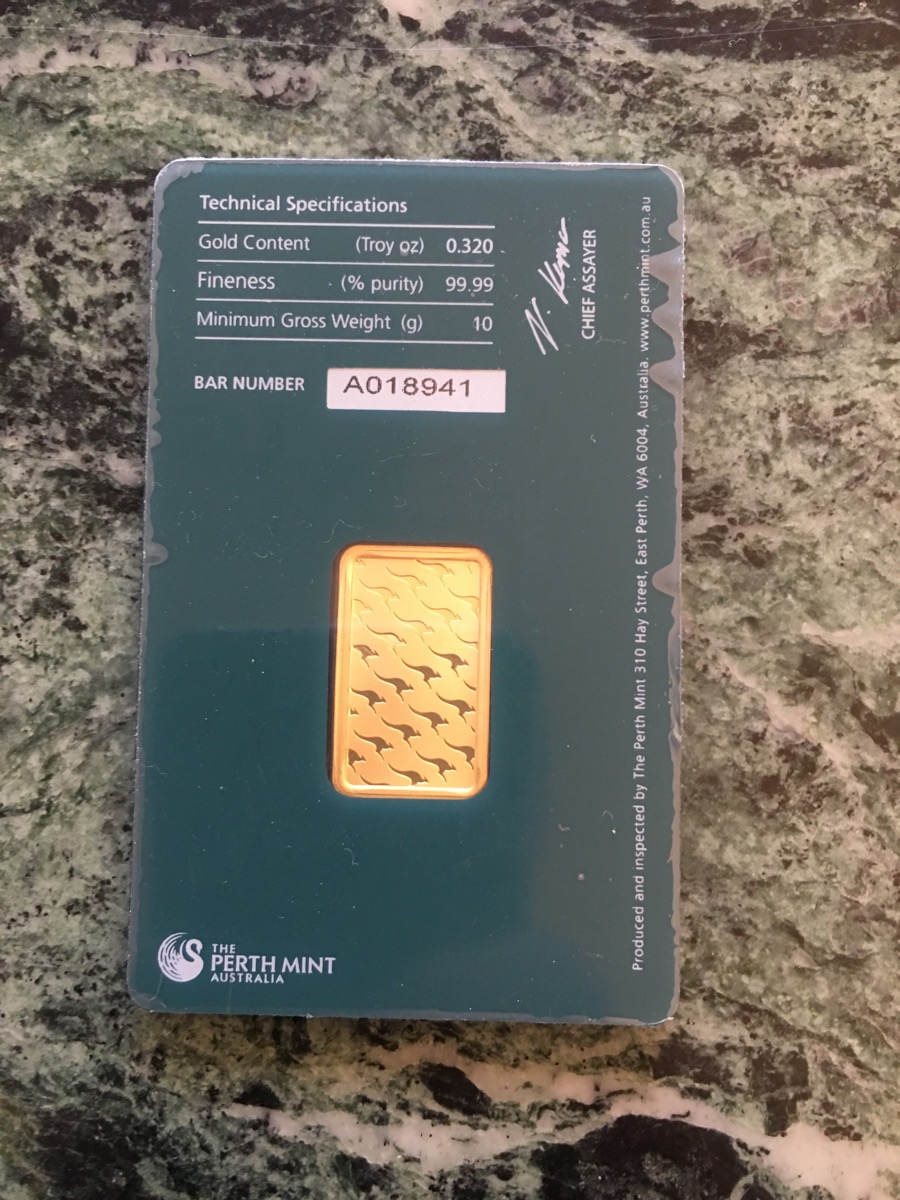 Technical Specifications
Gold Content (Troy oz) 0.320
Fineness (% purity) 99.99
Minimum Gross Weight (g) 10
BAR NUMBER A018941
CHIEF ASSAYER
Produced and inspected by The Perth Mint 310 Hay Street, East Perth, WA 6004, Australia. www.perthmint.com.au
THE
PERTH MINT
AUSTRALIA